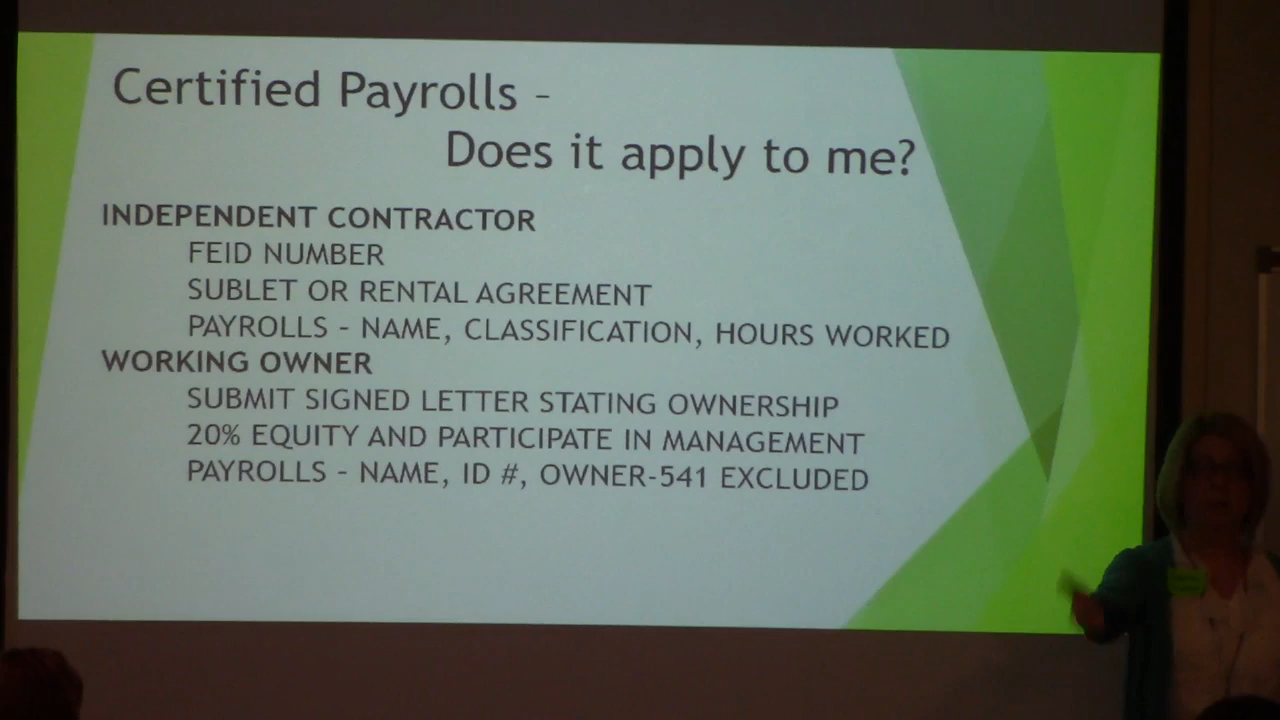 Certified Payrolls –
Does it apply to me?
INDEPENDENT CONTRACTOR
FEID NUMBER
SUBLET OR RENTAL AGREEMENT
PAYROLLS – NAME, CLASSIFICATION, HOURS WORKED
WORKING OWNER
SUBMIT SIGNED LETTER STATING OWNERSHIP
20% EQUITY AND PARTICIPATE IN MANAGEMENT
PAYROLLS – NAME, ID #, OWNER-541 EXCLUDED